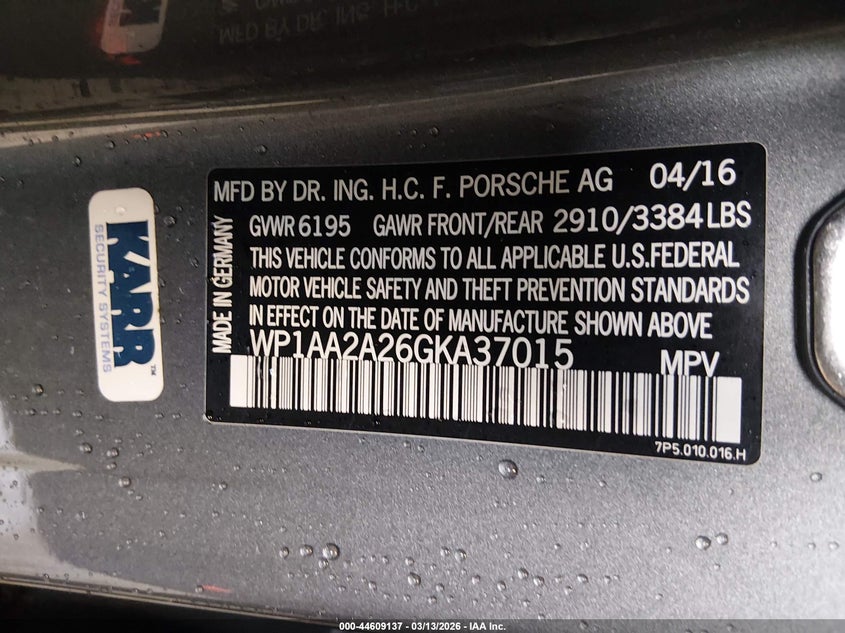 MFD BY DR. ING. H.C. F. PORSCHE AG 04/16
GVWR 6195 GAWR FRONT/REAR 2910/3384 LBS
THIS VEHICLE CONFORMS TO ALL APPLICABLE U.S.FEDERAL
MOTOR VEHICLE SAFETY AND THEFT PREVENTION STANDARDS
IN EFFECT ON THE DATE OF MANUFACTURE SHOWN ABOVE
WP1AA2A26GKA37015 MPV
7P5.010.016.H
MADE IN GERMANY
KARR™
SECURITY SYSTEMS
000-44609137 - 03/13/2026 - IAA Inc.